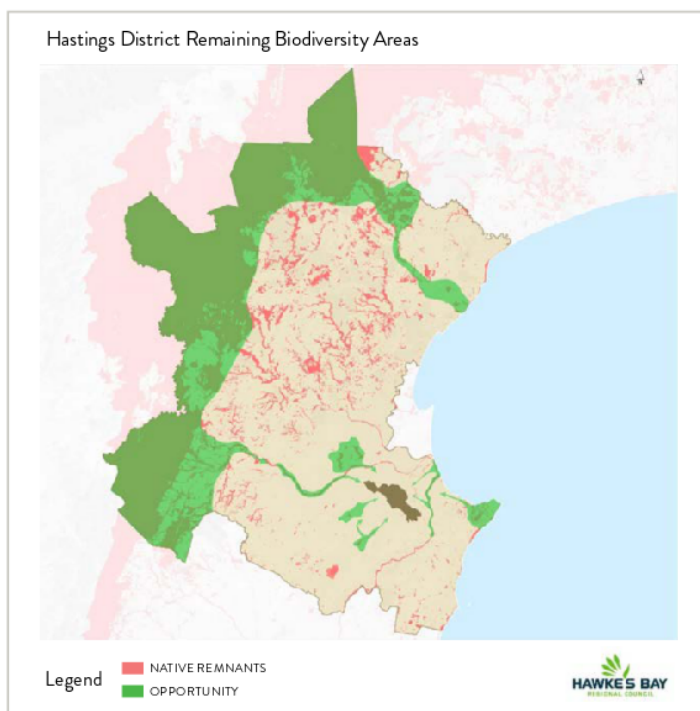 Hastings District Remaining Biodiversity Areas
Legend
NATIVE REMNANTS
OPPORTUNITY
HAWKE'S BAY
REGIONAL COUNCIL